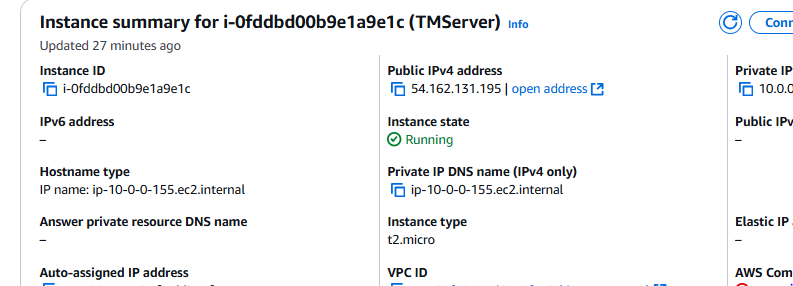 Instance summary for i-0fddbd00b9e1a9e1c (TMServer) Info
Updated 27 minutes ago
Instance ID
i-0fddbd00b9e1a9e1c
IPv6 address
–
Hostname type
IP name: ip-10-0-0-155.ec2.internal
Answer private resource DNS name
–
Auto-assigned IP address
Public IPv4 address
54.162.131.195 | open address
Instance state
Running
Private IP DNS name (IPv4 only)
ip-10-0-0-155.ec2.internal
Instance type
t2.micro
VPC ID
Private IP
10.0.0
Public IPv
–
Elastic IP
–
AWS Com